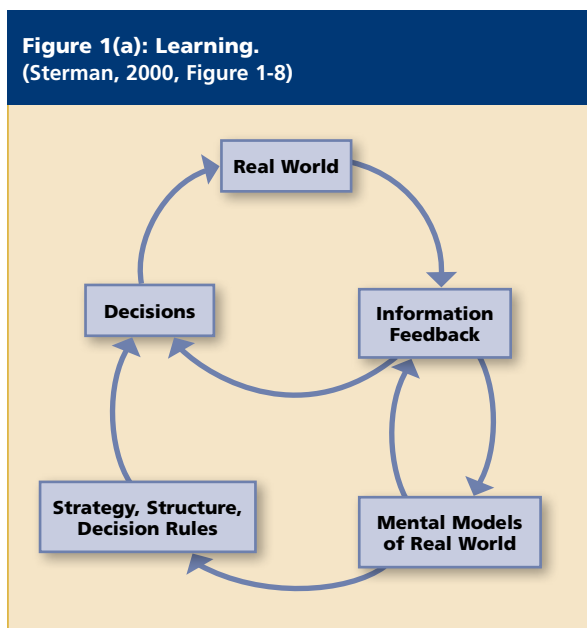 Figure 1(a): Learning.
(Sterman, 2000, Figure 1-8)
Real World
Decisions
Information
Feedback
Strategy, Structure,
Decision Rules
Mental Models
of Real World